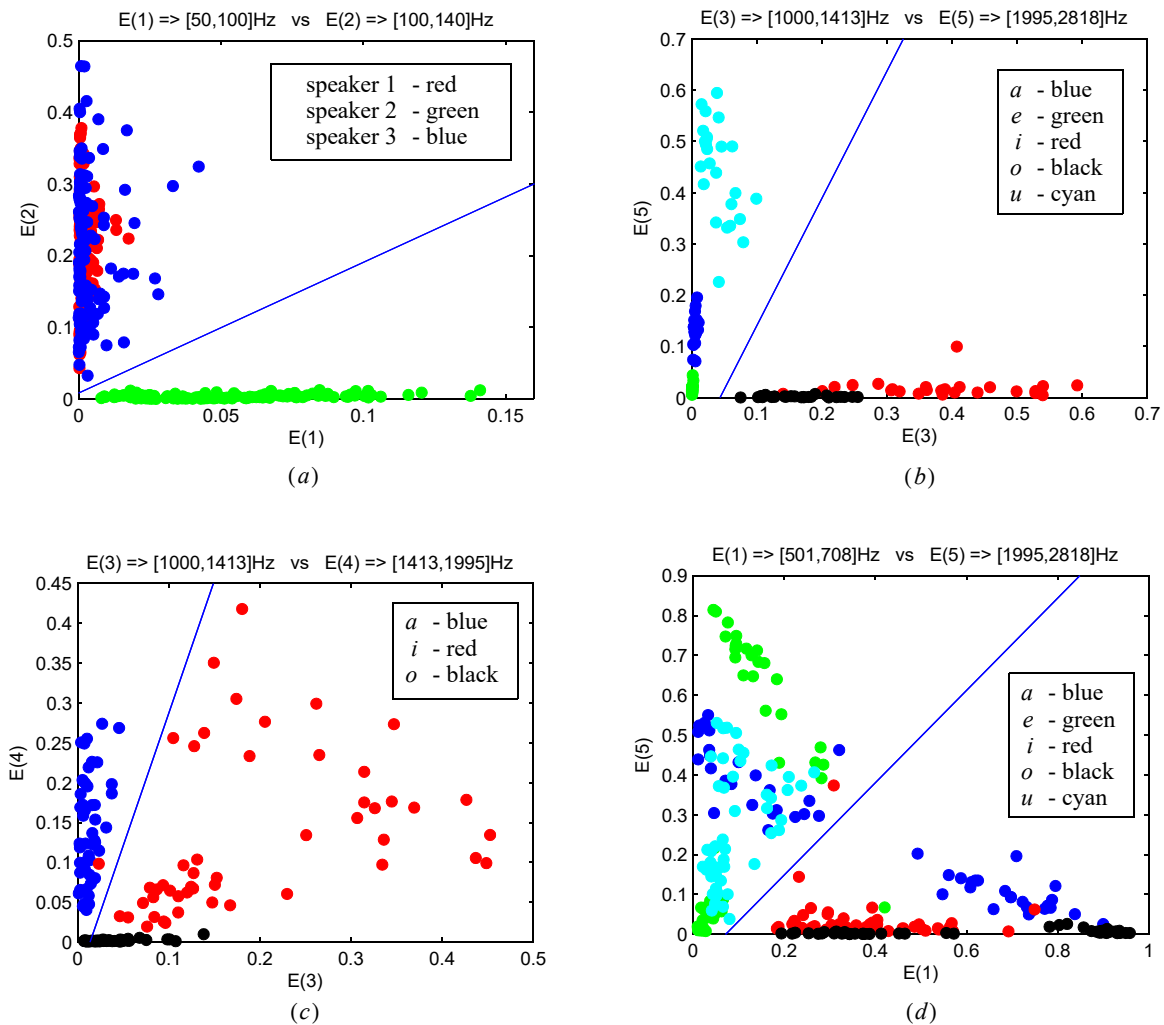 E(1) => [50,100]Hz vs E(2) => [100,140]Hz
0.5
0.4
0.3
0.2
0.1
0
E(2)
speaker 1 - red
speaker 2 - green
speaker 3 - blue
0 0.05 0.1 0.15
E(1)
(a)
E(3) => [1000,1413]Hz vs E(5) => [1995,2818]Hz
0.7
0.6
0.5
0.4
0.3
0.2
0.1
0
E(5)
a - blue
e - green
i - red
o - black
u - cyan
0 0.1 0.2 0.3 0.4 0.5 0.6 0.7
E(3)
(b)
E(3) => [1000,1413]Hz vs E(4) => [1413,1995]Hz
0.45
0.4
0.35
0.3
0.25
0.2
0.15
0.1
0.05
0
E(4)
a - blue
i - red
o - black
0 0.1 0.2 0.3 0.4 0.5
E(3)
(c)
E(1) => [501,708]Hz vs E(5) => [1995,2818]Hz
0.9
0.8
0.7
0.6
0.5
0.4
0.3
0.2
0.1
0
E(5)
a - blue
e - green
i - red
o - black
u - cyan
0 0.2 0.4 0.6 0.8 1
E(1)
(d)